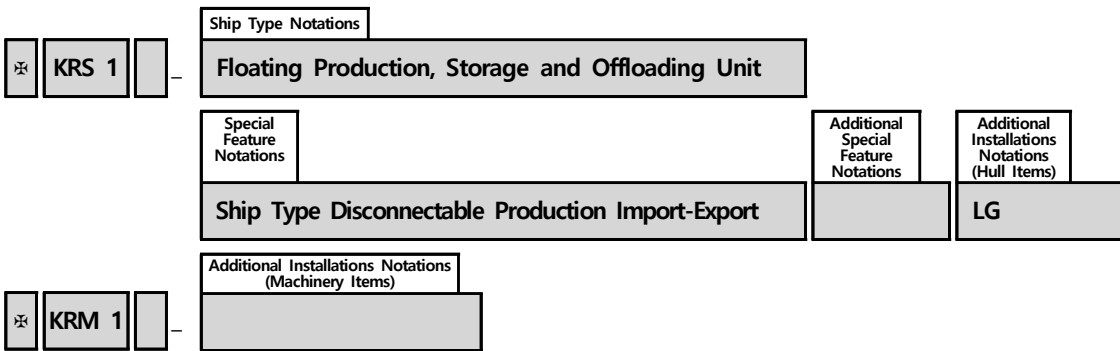 Ship Type Notations
✠ KRS 1 – Floating Production, Storage and Offloading Unit
Special
Feature
Notations
Additional
Special
Feature
Notations
Additional
Installations
Notations
(Hull Items)
Ship Type Disconnectable Production Import-Export
LG
Additional Installations Notations
(Machinery Items)
✠ KRM 1 –